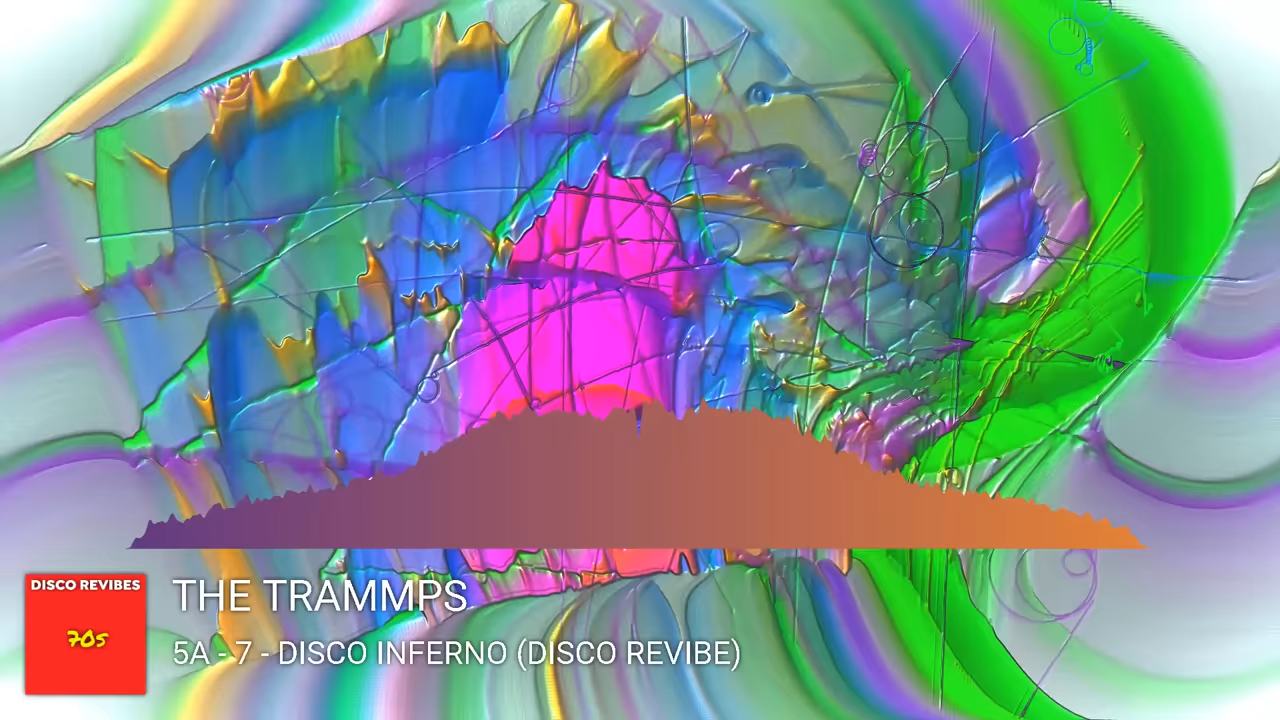 DISCO REVIBES
70s
THE TRAMMPS
5A - 7 - DISCO INFERNO (DISCO REVIBE)